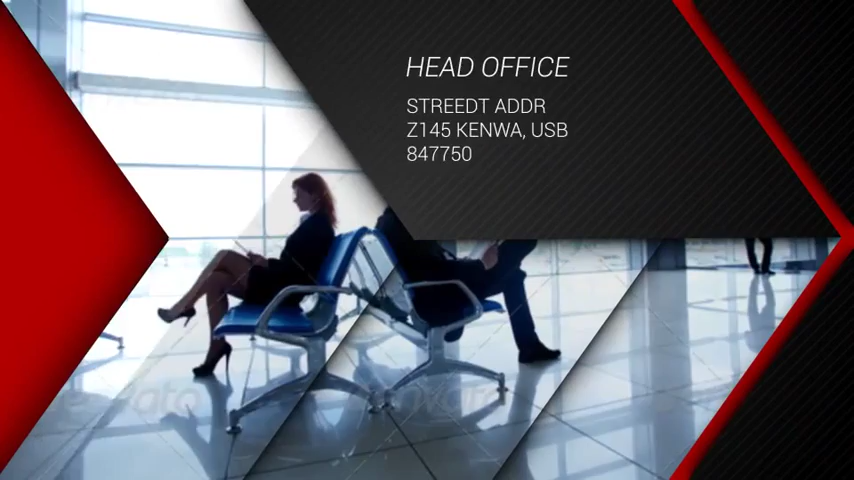 HEAD OFFICE
STREEDT ADDR
Z145 KENWA, USB
847750